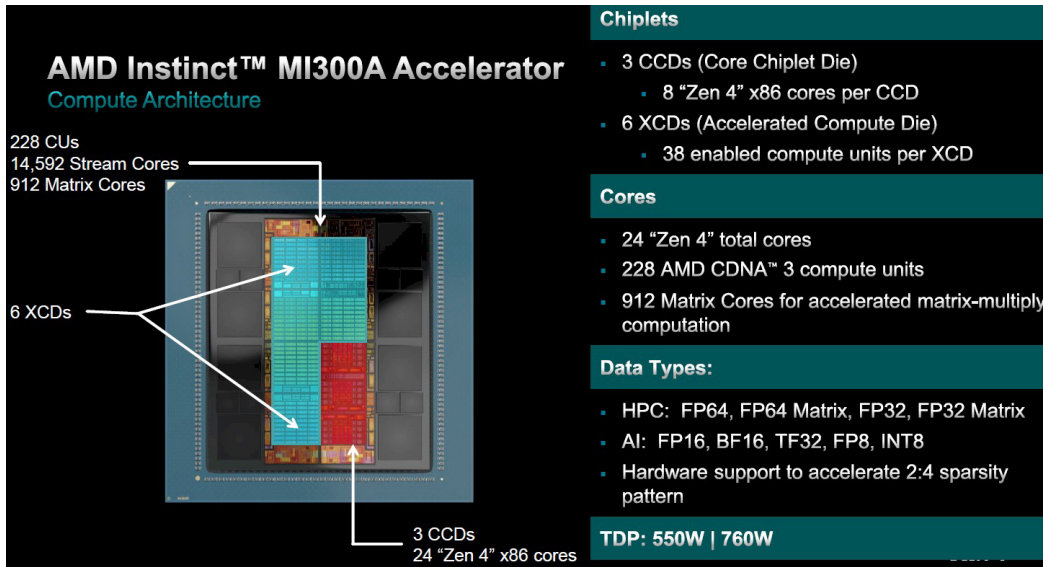 AMD Instinct™ MI300A Accelerator
Compute Architecture
228 CUs
14,592 Stream Cores
912 Matrix Cores
6 XCDs
3 CCDs
24 “Zen 4” x86 cores
Chiplets
3 CCDs (Core Chiplet Die)
8 “Zen 4” x86 cores per CCD
6 XCDs (Accelerated Compute Die)
38 enabled compute units per XCD
Cores
24 “Zen 4” total cores
228 AMD CDNA™ 3 compute units
912 Matrix Cores for accelerated matrix-multiply
computation
Data Types:
HPC: FP64, FP64 Matrix, FP32, FP32 Matrix
AI: FP16, BF16, TF32, FP8, INT8
Hardware support to accelerate 2:4 sparsity
pattern
TDP: 550W | 760W